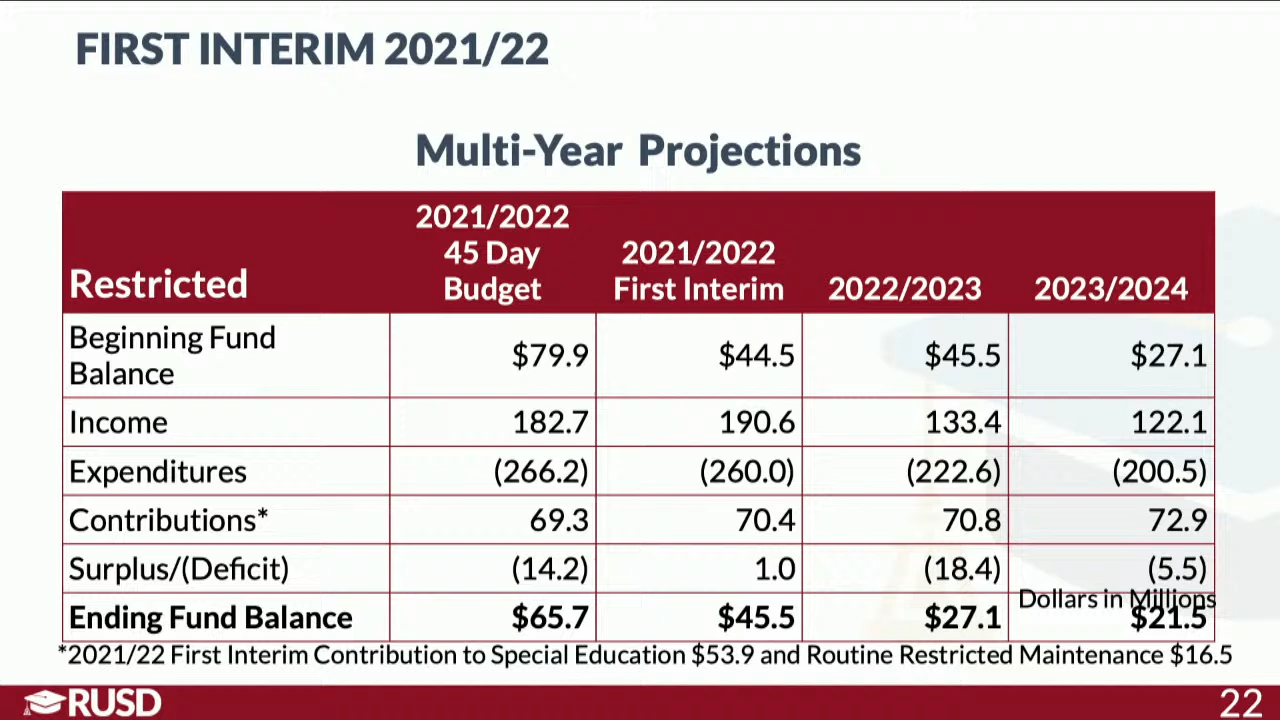 FIRST INTERIM 2021/22
Multi-Year Projections
Restricted 2021/2022 45 Day Budget 2021/2022 First Interim 2022/2023 2023/2024
Beginning Fund Balance $79.9 $44.5 $45.5 $27.1
Income 182.7 190.6 133.4 122.1
Expenditures (266.2) (260.0) (222.6) (200.5)
Contributions* 69.3 70.4 70.8 72.9
Surplus/(Deficit) (14.2) 1.0 (18.4) (5.5)
Dollars in Millions
Ending Fund Balance $65.7 $45.5 $27.1 $21.5
*2021/22 First Interim Contribution to Special Education $53.9 and Routine Restricted Maintenance $16.5
RUSD
22